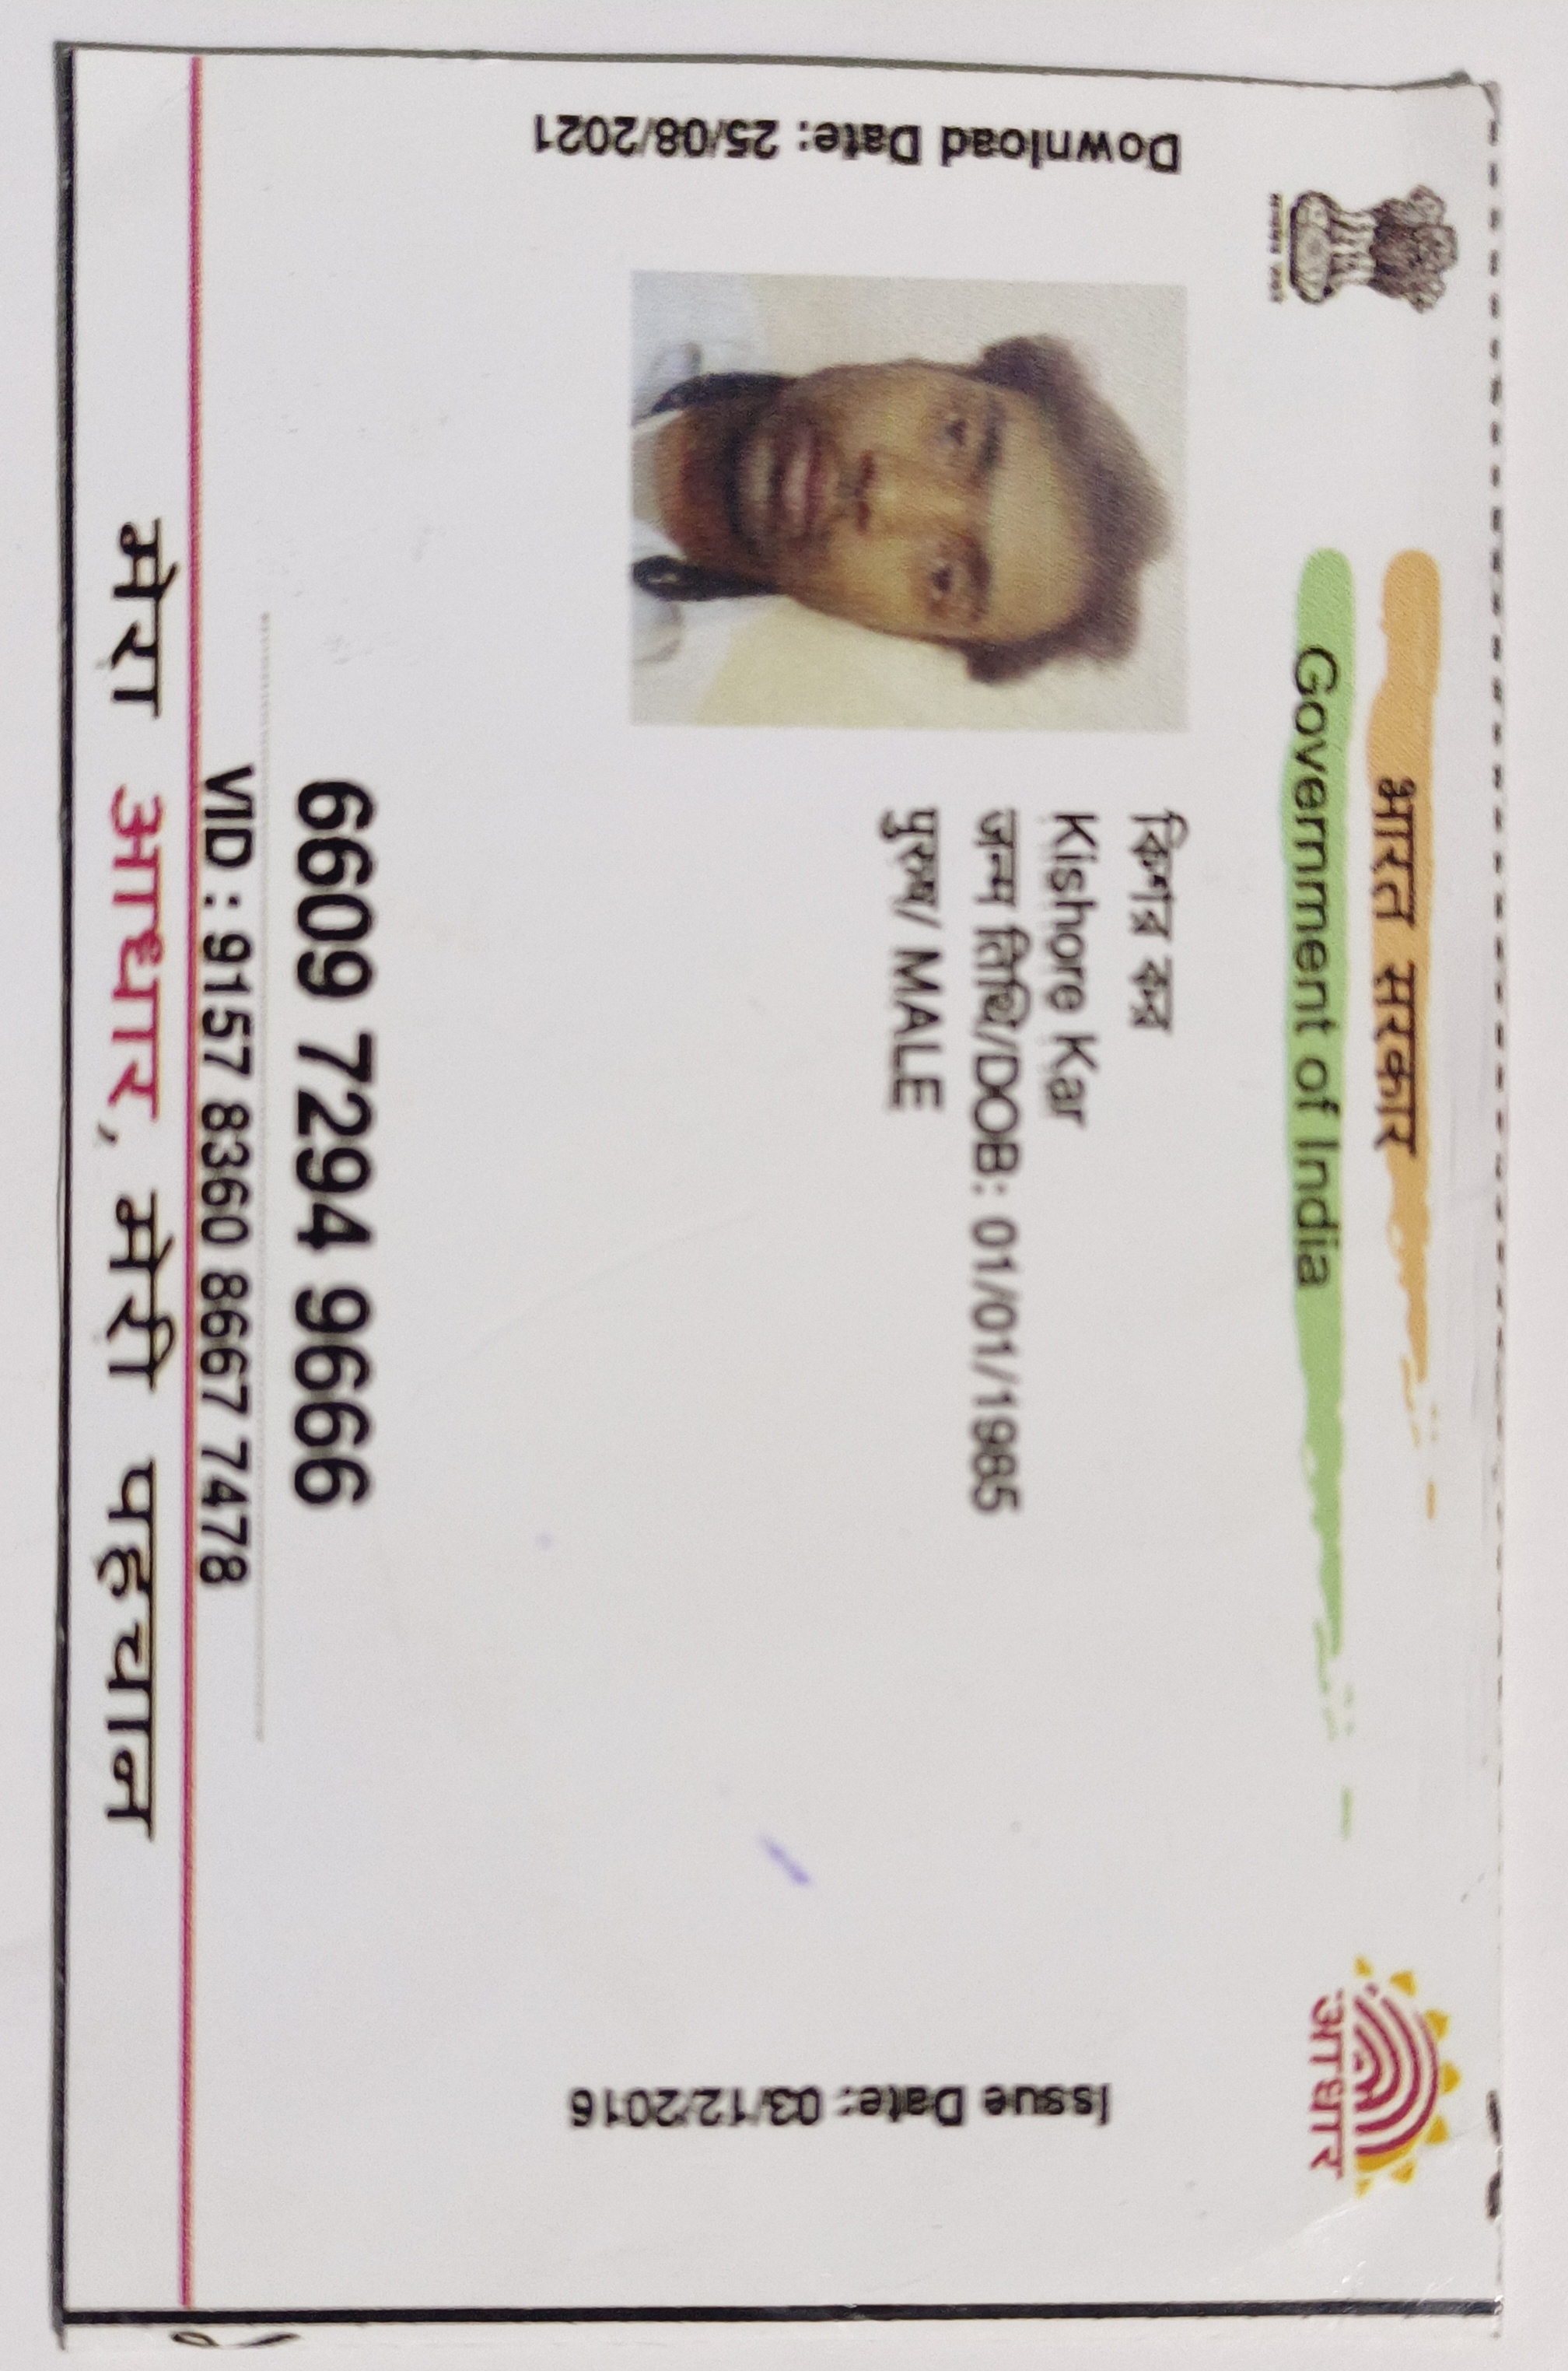 भारत सरकार
Government of India
Download Date: 25/08/2021
কিশোর কর
Kishore Kar
जन्म तिथि/DOB: 01/01/1985
पुरुष/ MALE
Issue Date: 03/12/2016
आधार
6609 7294 9666
VID : 9157 8360 8667 7478
मेरा आधार, मेरी पहचान